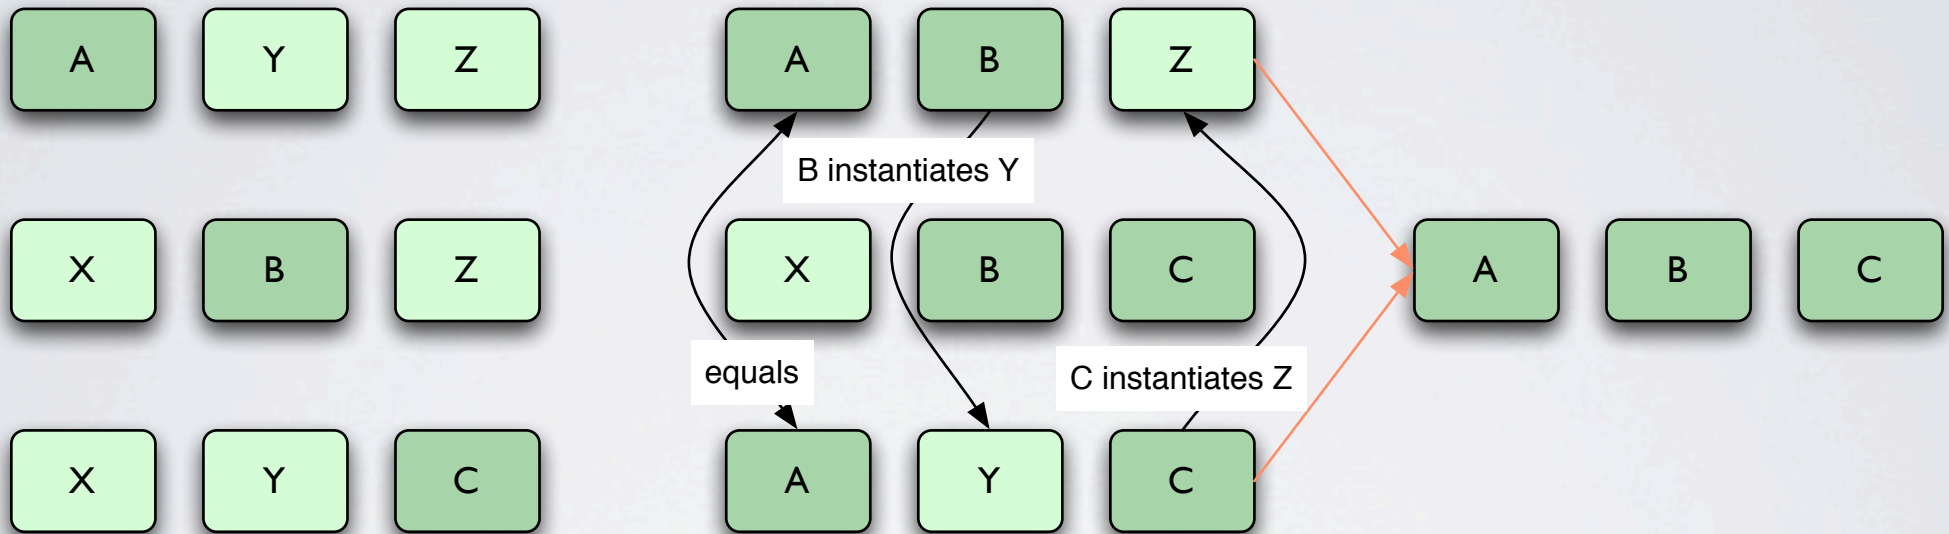 A Y Z A B Z
B instantiates Y
X B Z X B C A B C
equals C instantiates Z
X Y C A Y C